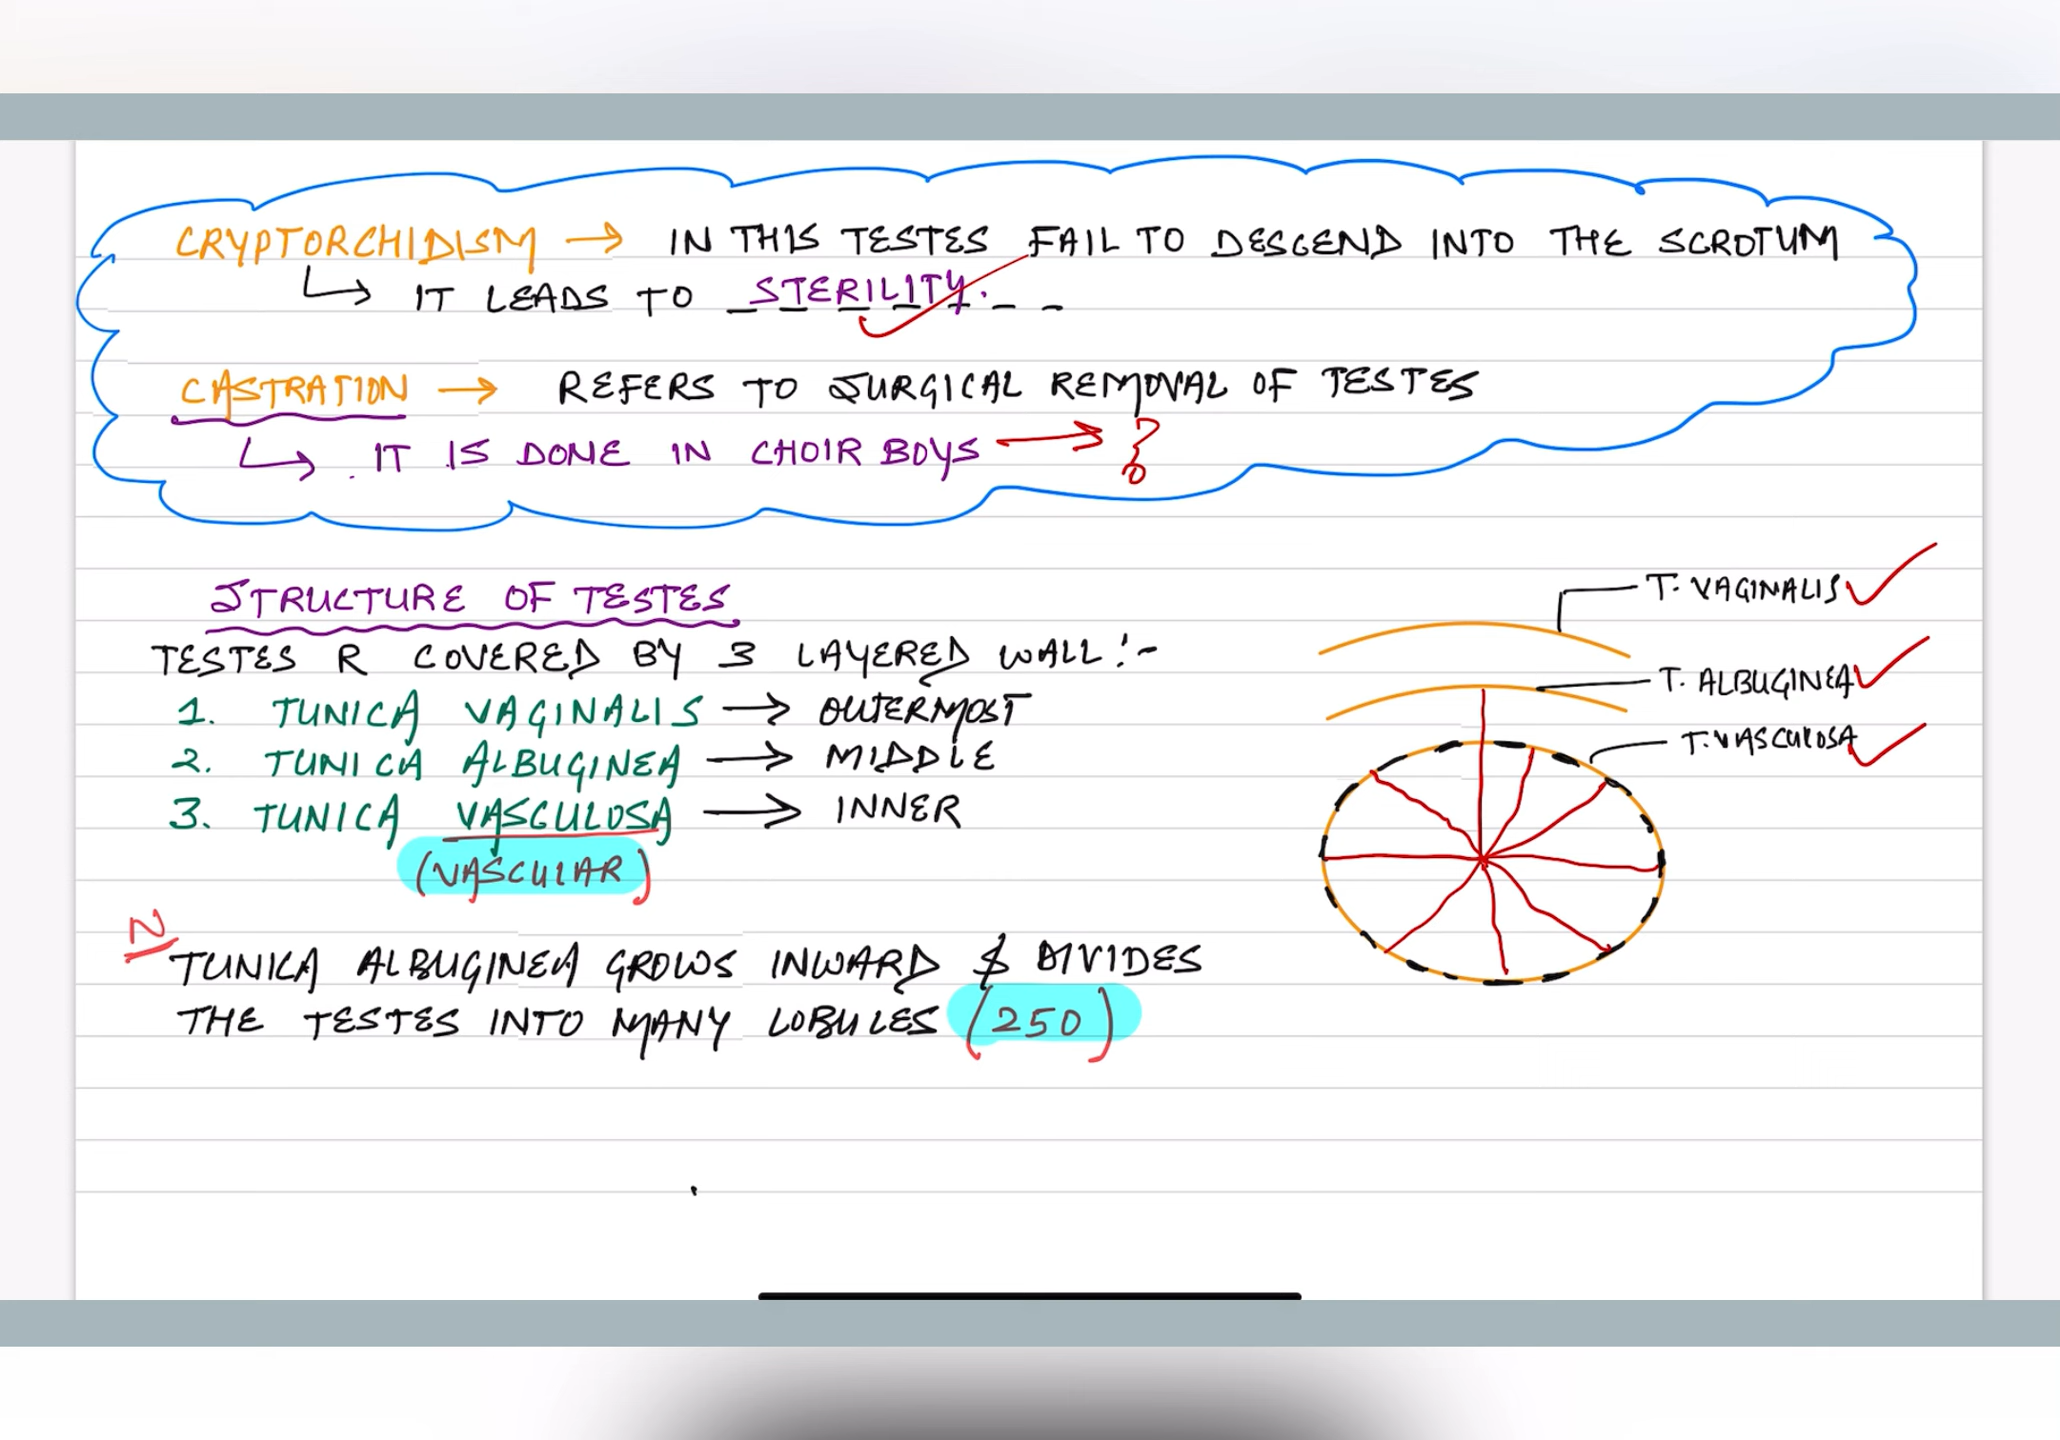 CRYPTORCHIDISM → IN THIS TESTES FAIL TO DESCEND INTO THE SCROTUM
↳ IT LEADS TO STERILITY.
CASTRATION → REFERS TO SURGICAL REMOVAL OF TESTES
↳ IT IS DONE IN CHOIR BOYS → ?
STRUCTURE OF TESTES
TESTES R COVERED BY 3 LAYERED WALL :-
1. TUNICA VAGINALIS → OUTERMOST
2. TUNICA ALBUGINEA → MIDDLE
3. TUNICA VASCULOSA → INNER
(VASCULAR)
N
TUNICA ALBUGINEA GROWS INWARD & DIVIDES
THE TESTES INTO MANY LOBULES (250)
T. VAGINALIS
T. ALBUGINEA
T. VASCULOSA